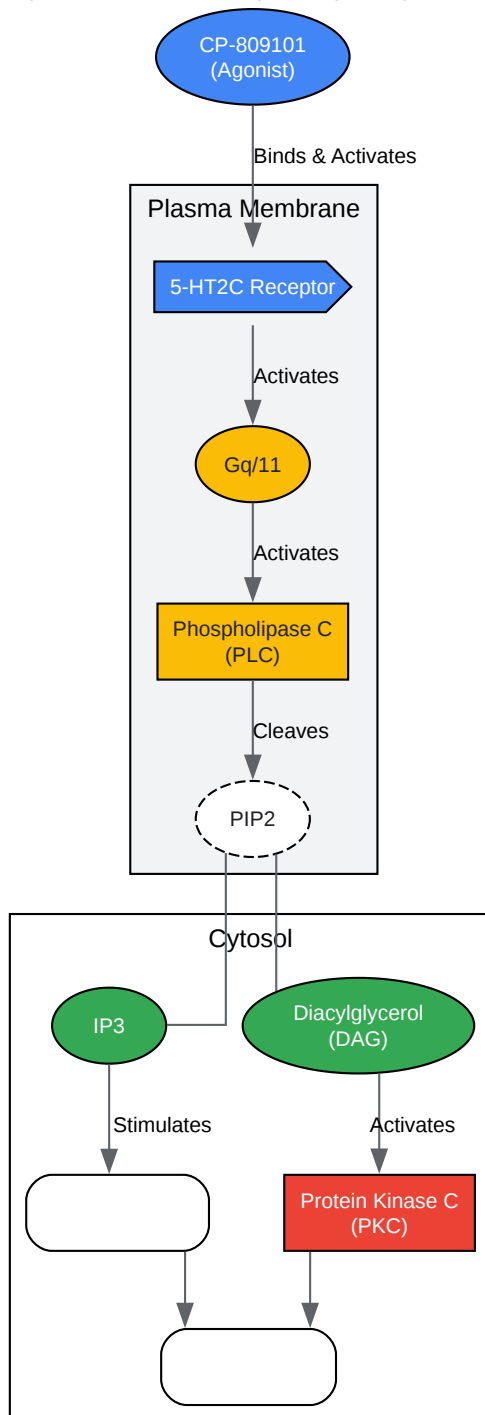 CP-809101
(Agonist)
Binds & Activates
Plasma Membrane
5-HT2C Receptor
Activates
Gq/11
Activates
Phospholipase C
(PLC)
Cleaves
PIP2
Cytosol
IP3
Diacylglycerol
(DAG)
Stimulates
Activates
Protein Kinase C
(PKC)